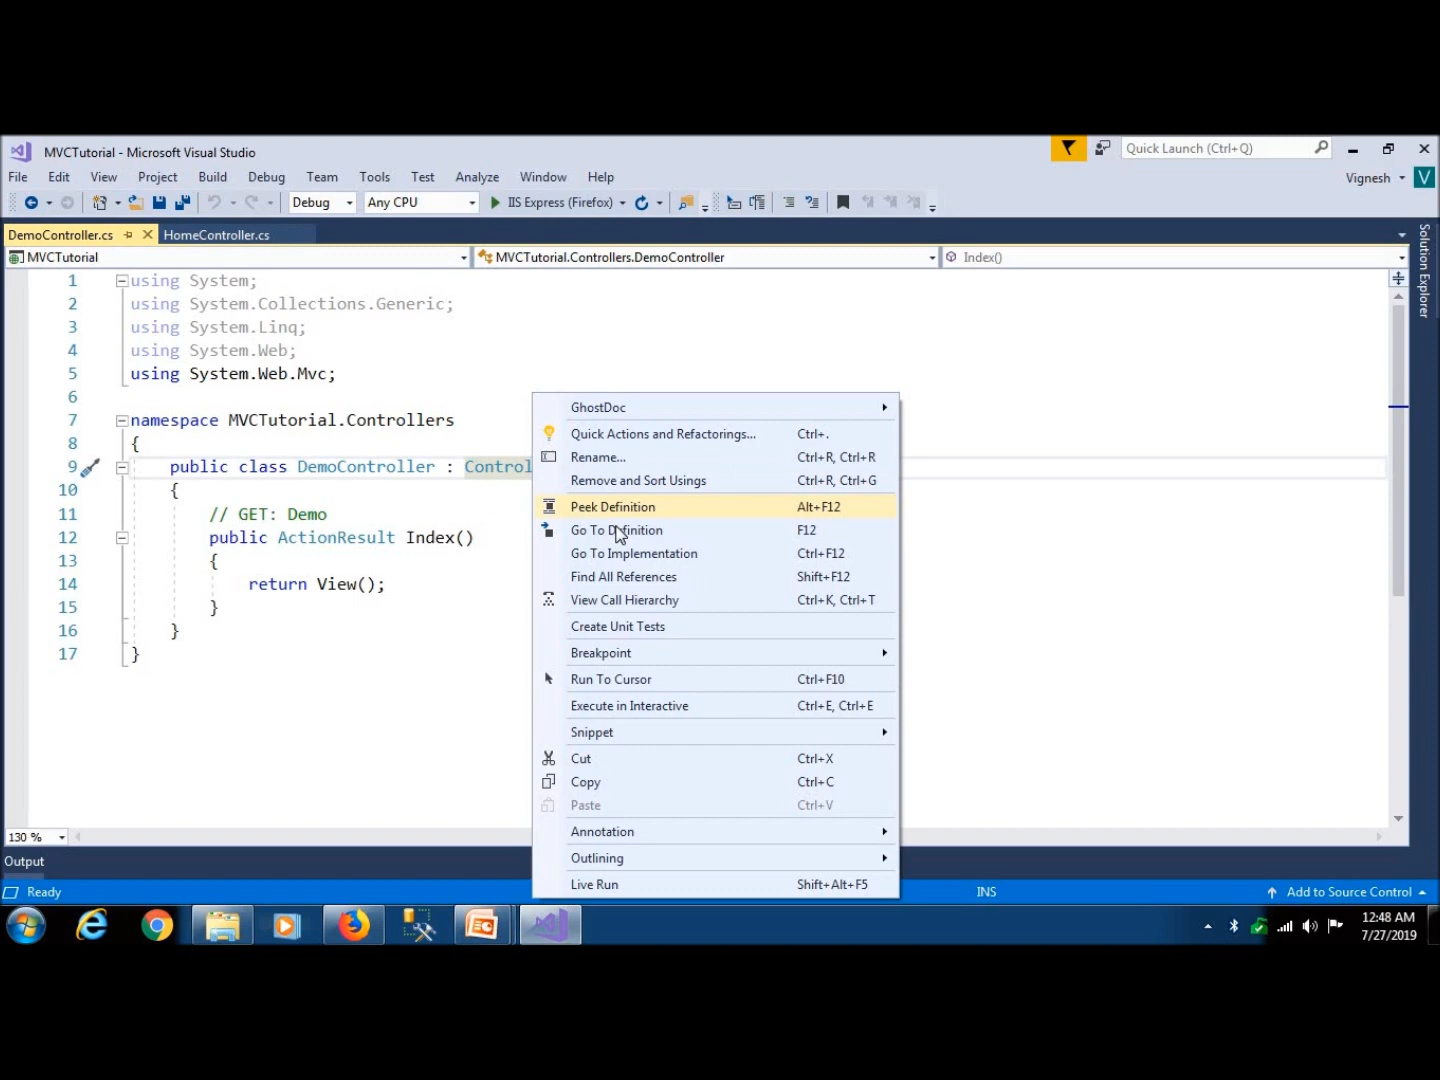 MVCTutorial - Microsoft Visual Studio
Quick Launch (Ctrl+Q)
File Edit View Project Build Debug Team Tools Test Analyze Window Help
Vignesh V
Debug Any CPU IIS Express (Firefox)
DemoController.cs HomeController.cs
MVCTutorial MVCTutorial.Controllers.DemoController Index()
Solution Explorer
1 using System;
2 using System.Collections.Generic;
3 using System.Linq;
4 using System.Web;
5 using System.Web.Mvc;
6
7 namespace MVCTutorial.Controllers
8 {
9 public class DemoController : Control
10 {
11 // GET: Demo
12 public ActionResult Index()
13 {
14 return View();
15 }
16 }
17 }
GhostDoc
Quick Actions and Refactorings... Ctrl+.
Rename... Ctrl+R, Ctrl+R
Remove and Sort Usings Ctrl+R, Ctrl+G
Peek Definition Alt+F12
Go To Definition F12
Go To Implementation Ctrl+F12
Find All References Shift+F12
View Call Hierarchy Ctrl+K, Ctrl+T
Create Unit Tests
Breakpoint
Run To Cursor Ctrl+F10
Execute in Interactive Ctrl+E, Ctrl+E
Snippet
Cut Ctrl+X
Copy Ctrl+C
Paste Ctrl+V
Annotation
Outlining
Live Run Shift+Alt+F5
130 %
Output
Ready INS Add to Source Control
12:48 AM
7/27/2019